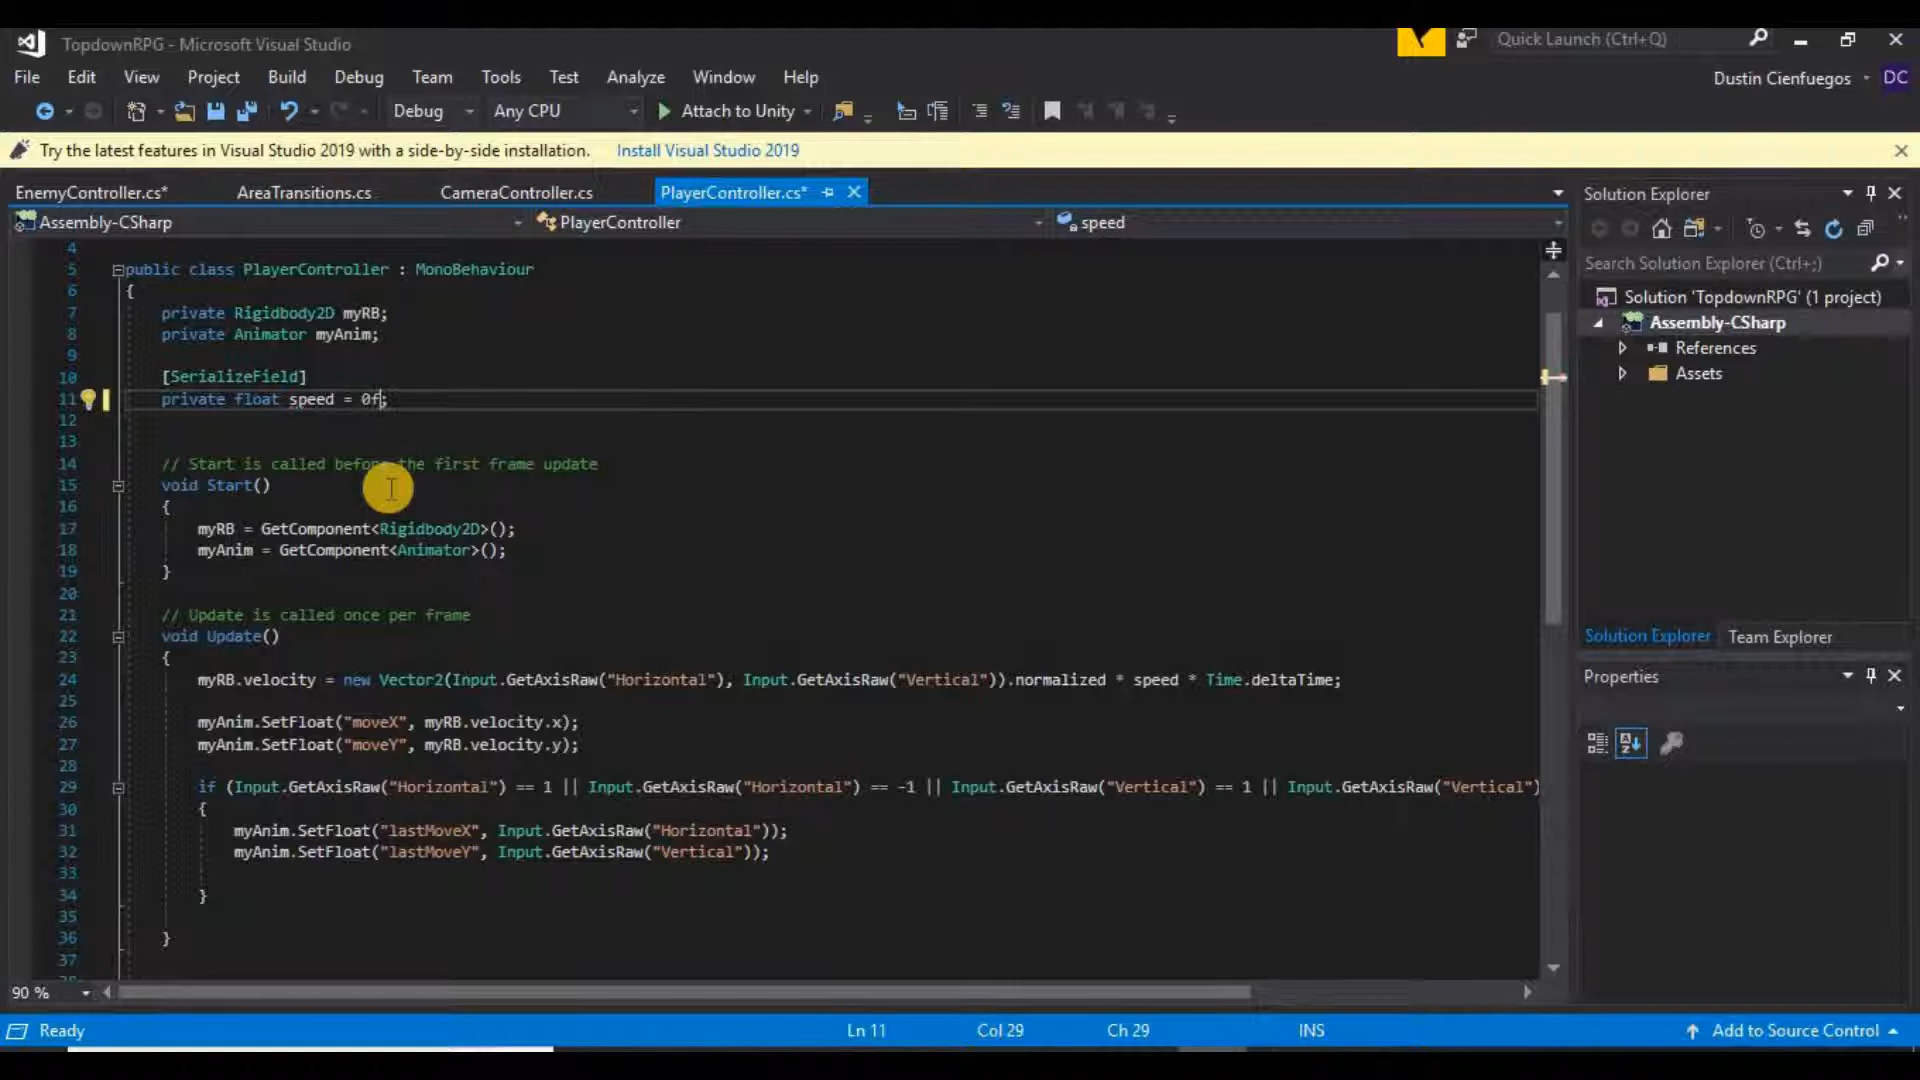 TopdownRPG - Microsoft Visual Studio
Quick Launch (Ctrl+Q)
File Edit View Project Build Debug Team Tools Test Analyze Window Help
Dustin Cienfuegos DC
Debug Any CPU Attach to Unity
Try the latest features in Visual Studio 2019 with a side-by-side installation. Install Visual Studio 2019
EnemyController.cs* AreaTransitions.cs CameraController.cs PlayerController.cs*
Assembly-CSharp PlayerController speed
4
5 public class PlayerController : MonoBehaviour
6 {
7 private Rigidbody2D myRB;
8 private Animator myAnim;
9
10 [SerializeField]
11 private float speed = 0f;
12
13
14 // Start is called before the first frame update
15 void Start()
16 {
17 myRB = GetComponent<Rigidbody2D>();
18 myAnim = GetComponent<Animator>();
19 }
20
21 // Update is called once per frame
22 void Update()
23 {
24 myRB.velocity = new Vector2(Input.GetAxisRaw("Horizontal"), Input.GetAxisRaw("Vertical")).normalized * speed * Time.deltaTime;
25
26 myAnim.SetFloat("moveX", myRB.velocity.x);
27 myAnim.SetFloat("moveY", myRB.velocity.y);
28
29 if (Input.GetAxisRaw("Horizontal") == 1 || Input.GetAxisRaw("Horizontal") == -1 || Input.GetAxisRaw("Vertical") == 1 || Input.GetAxisRaw("Vertical")
30 {
31 myAnim.SetFloat("lastMoveX", Input.GetAxisRaw("Horizontal"));
32 myAnim.SetFloat("lastMoveY", Input.GetAxisRaw("Vertical"));
33
34 }
35
36 }
37
90 %
Solution Explorer
Search Solution Explorer (Ctrl+;)
Solution 'TopdownRPG' (1 project)
Assembly-CSharp
References
Assets
Solution Explorer Team Explorer
Properties
Ready Ln 11 Col 29 Ch 29 INS Add to Source Control